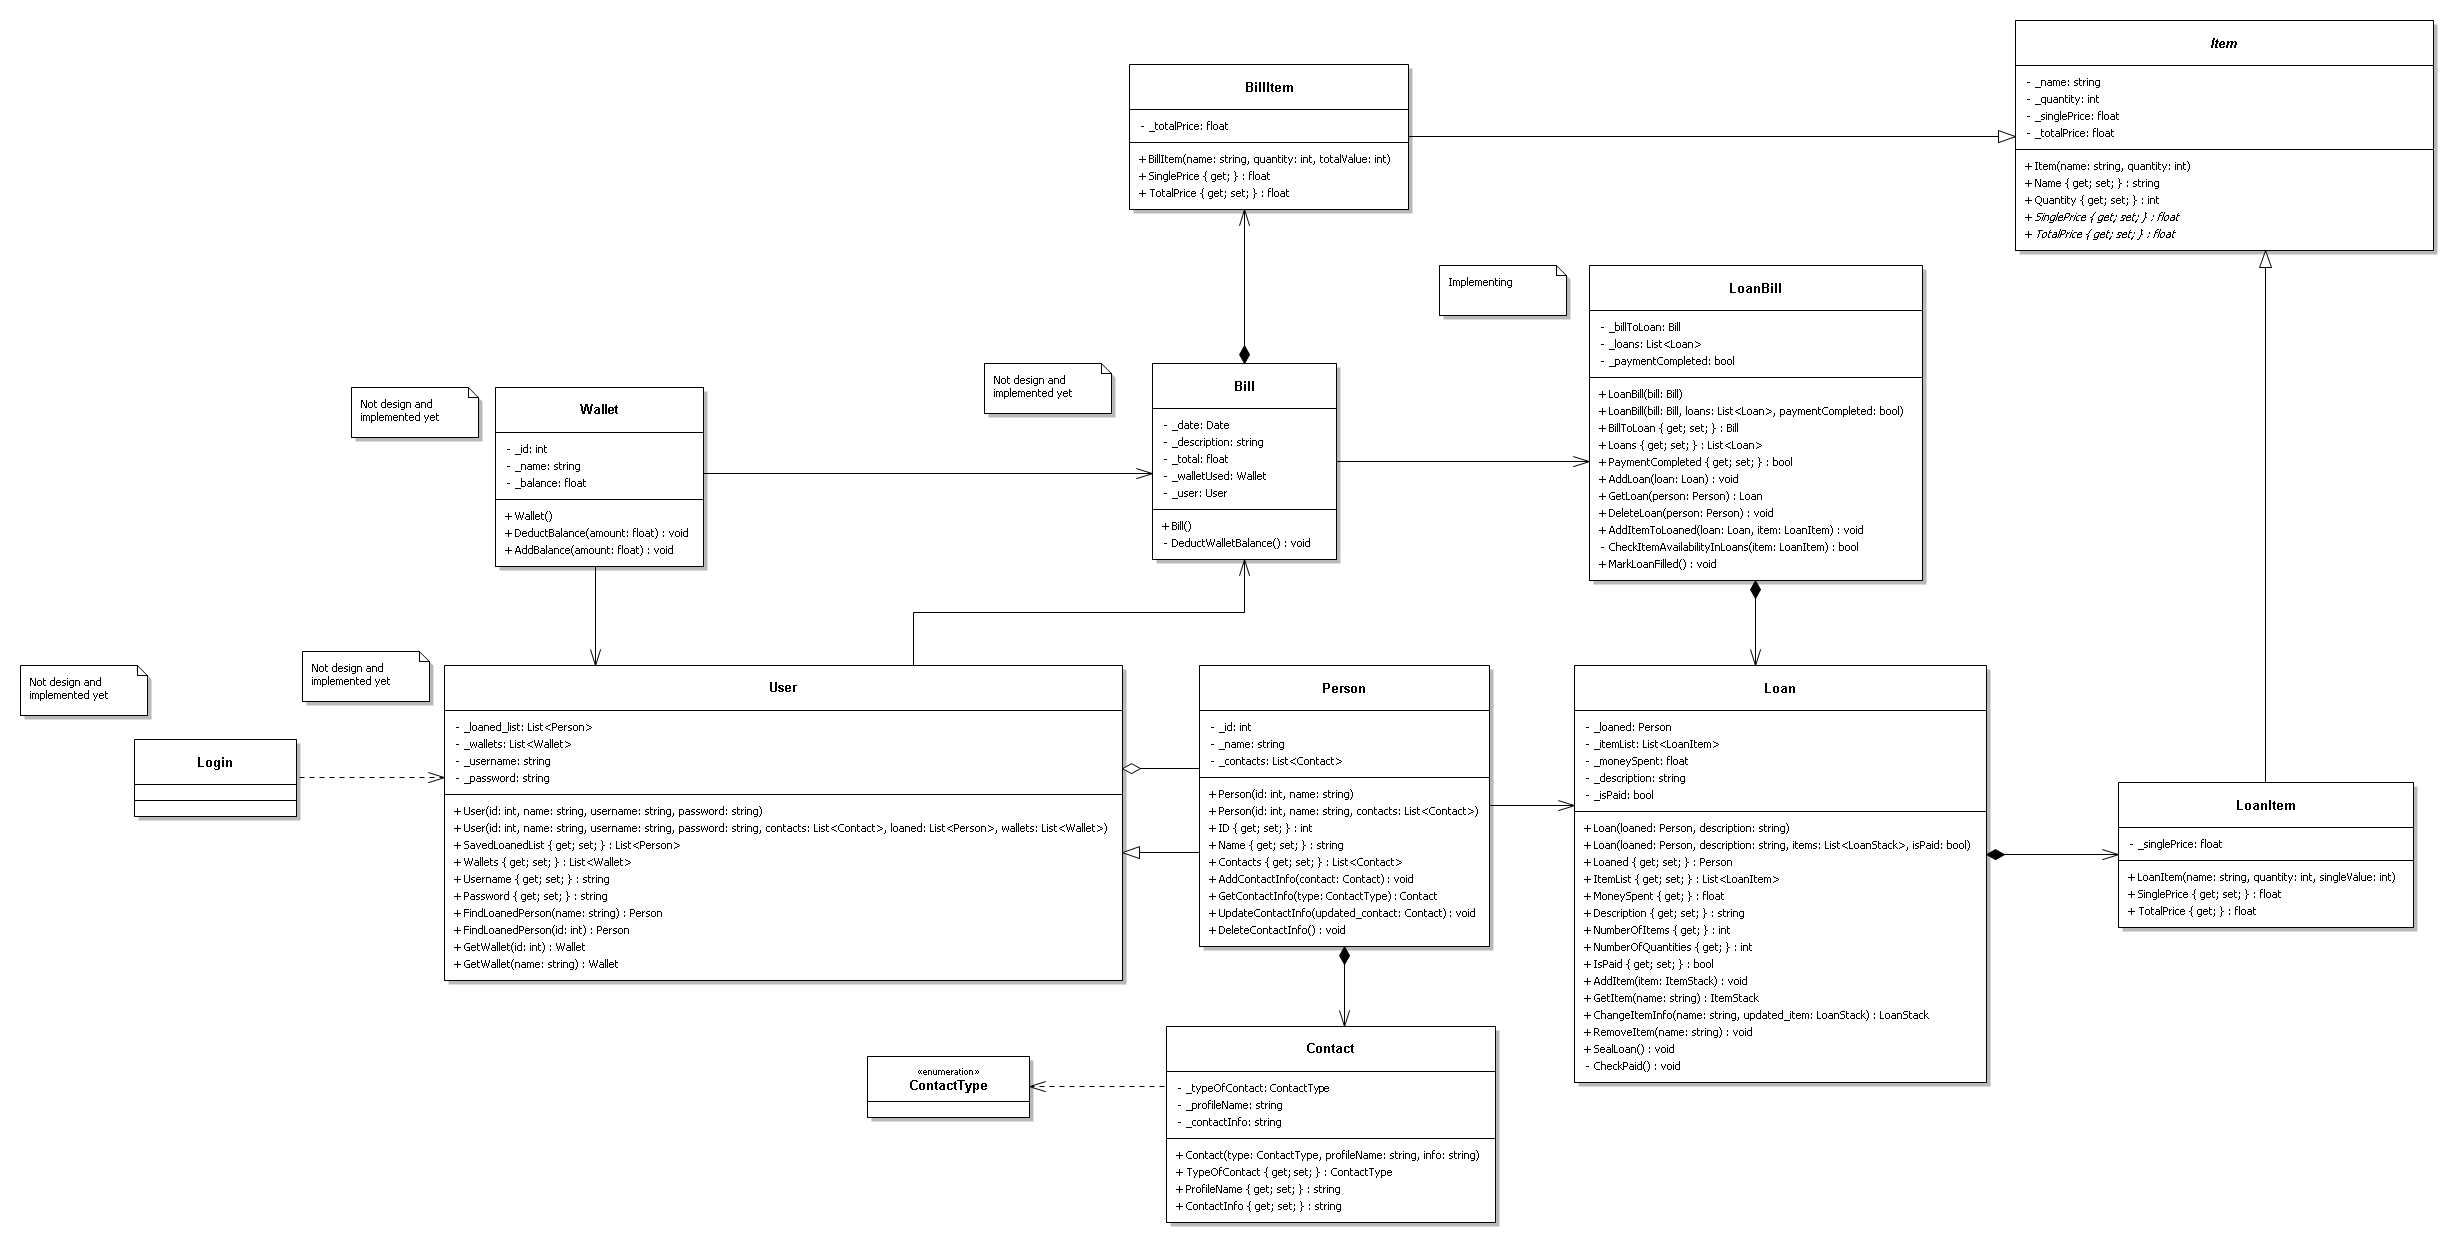 Item
- _name: string
- _quantity: int
- _singlePrice: float
- _totalPrice: float
+ Item(name: string, quantity: int)
+ Name { get; set; } : string
+ Quantity { get; set; } : int
+ SinglePrice { get; set; } : float
+ TotalPrice { get; set; } : float
BillItem
- _totalPrice: float
+ BillItem(name: string, quantity: int, totalValue: int)
+ SinglePrice { get; } : float
+ TotalPrice { get; set; } : float
Implementing
LoanBill
- _billToLoan: Bill
- _loans: List<Loan>
- _paymentCompleted: bool
+ LoanBill(bill: Bill)
+ LoanBill(bill: Bill, loans: List<Loan>, paymentCompleted: bool)
+ BillToLoan { get; set; } : Bill
+ Loans { get; set; } : List<Loan>
+ PaymentCompleted { get; set; } : bool
+ AddLoan(loan: Loan) : void
+ GetLoan(person: Person) : Loan
+ DeleteLoan(person: Person) : void
+ AddItemToLoaned(loan: Loan, item: LoanItem) : void
- CheckItemAvailabilityInLoans(item: LoanItem) : bool
+ MarkLoanFilled() : void
Not design and
implemented yet
Bill
- _date: Date
- _description: string
- _total: float
- _walletUsed: Wallet
- _user: User
+ Bill()
- DeductWalletBalance() : void
Not design and
implemented yet
Wallet
- _id: int
- _name: string
- _balance: float
+ Wallet()
+ DeductBalance(amount: float) : void
+ AddBalance(amount: float) : void
Not design and
implemented yet
Login
Not design and
implemented yet
User
- _loaned_list: List<Person>
- _wallets: List<Wallet>
- _username: string
- _password: string
+ User(id: int, name: string, username: string, password: string)
+ User(id: int, name: string, username: string, password: string, contacts: List<Contact>, loaned: List<Person>, wallets: List<Wallet>)
+ SavedLoanedList { get; set; } : List<Person>
+ Wallets { get; set; } : List<Wallet>
+ Username { get; set; } : string
+ Password { get; set; } : string
+ FindLoanedPerson(name: string) : Person
+ FindLoanedPerson(id: int) : Person
+ GetWallet(id: int) : Wallet
+ GetWallet(name: string) : Wallet
Person
- _id: int
- _name: string
- _contacts: List<Contact>
+ Person(id: int, name: string)
+ Person(id: int, name: string, contacts: List<Contact>)
+ ID { get; set; } : int
+ Name { get; set; } : string
+ Contacts { get; set; } : List<Contact>
+ AddContactInfo(contact: Contact) : void
+ GetContactInfo(type: ContactType) : Contact
+ UpdateContactInfo(updated_contact: Contact) : void
+ DeleteContactInfo() : void
Loan
- _loaned: Person
- _itemList: List<LoanItem>
- _moneySpent: float
- _description: string
- _isPaid: bool
+ Loan(loaned: Person, description: string)
+ Loan(loaned: Person, description: string, items: List<LoanStack>, isPaid: bool)
+ Loaned { get; set; } : Person
+ ItemList { get; set; } : List<LoanItem>
+ MoneySpent { get; } : float
+ Description { get; set; } : string
+ NumberOfItems { get; } : int
+ NumberOfQuantities { get; } : int
+ IsPaid { get; set; } : bool
+ AddItem(item: ItemStack) : void
+ GetItem(name: string) : ItemStack
+ ChangeItemInfo(name: string, updated_item: LoanStack) : LoanStack
+ RemoveItem(name: string) : void
+ SealLoan() : void
- CheckPaid() : void
LoanItem
- _singlePrice: float
+ LoanItem(name: string, quantity: int, singleValue: int)
+ SinglePrice { get; set; } : float
+ TotalPrice { get; } : float
«enumeration»
ContactType
Contact
- _typeOfContact: ContactType
- _profileName: string
- _contactInfo: string
+ Contact(type: ContactType, profileName: string, info: string)
+ TypeOfContact { get; set; } : ContactType
+ ProfileName { get; set; } : string
+ ContactInfo { get; set; } : string